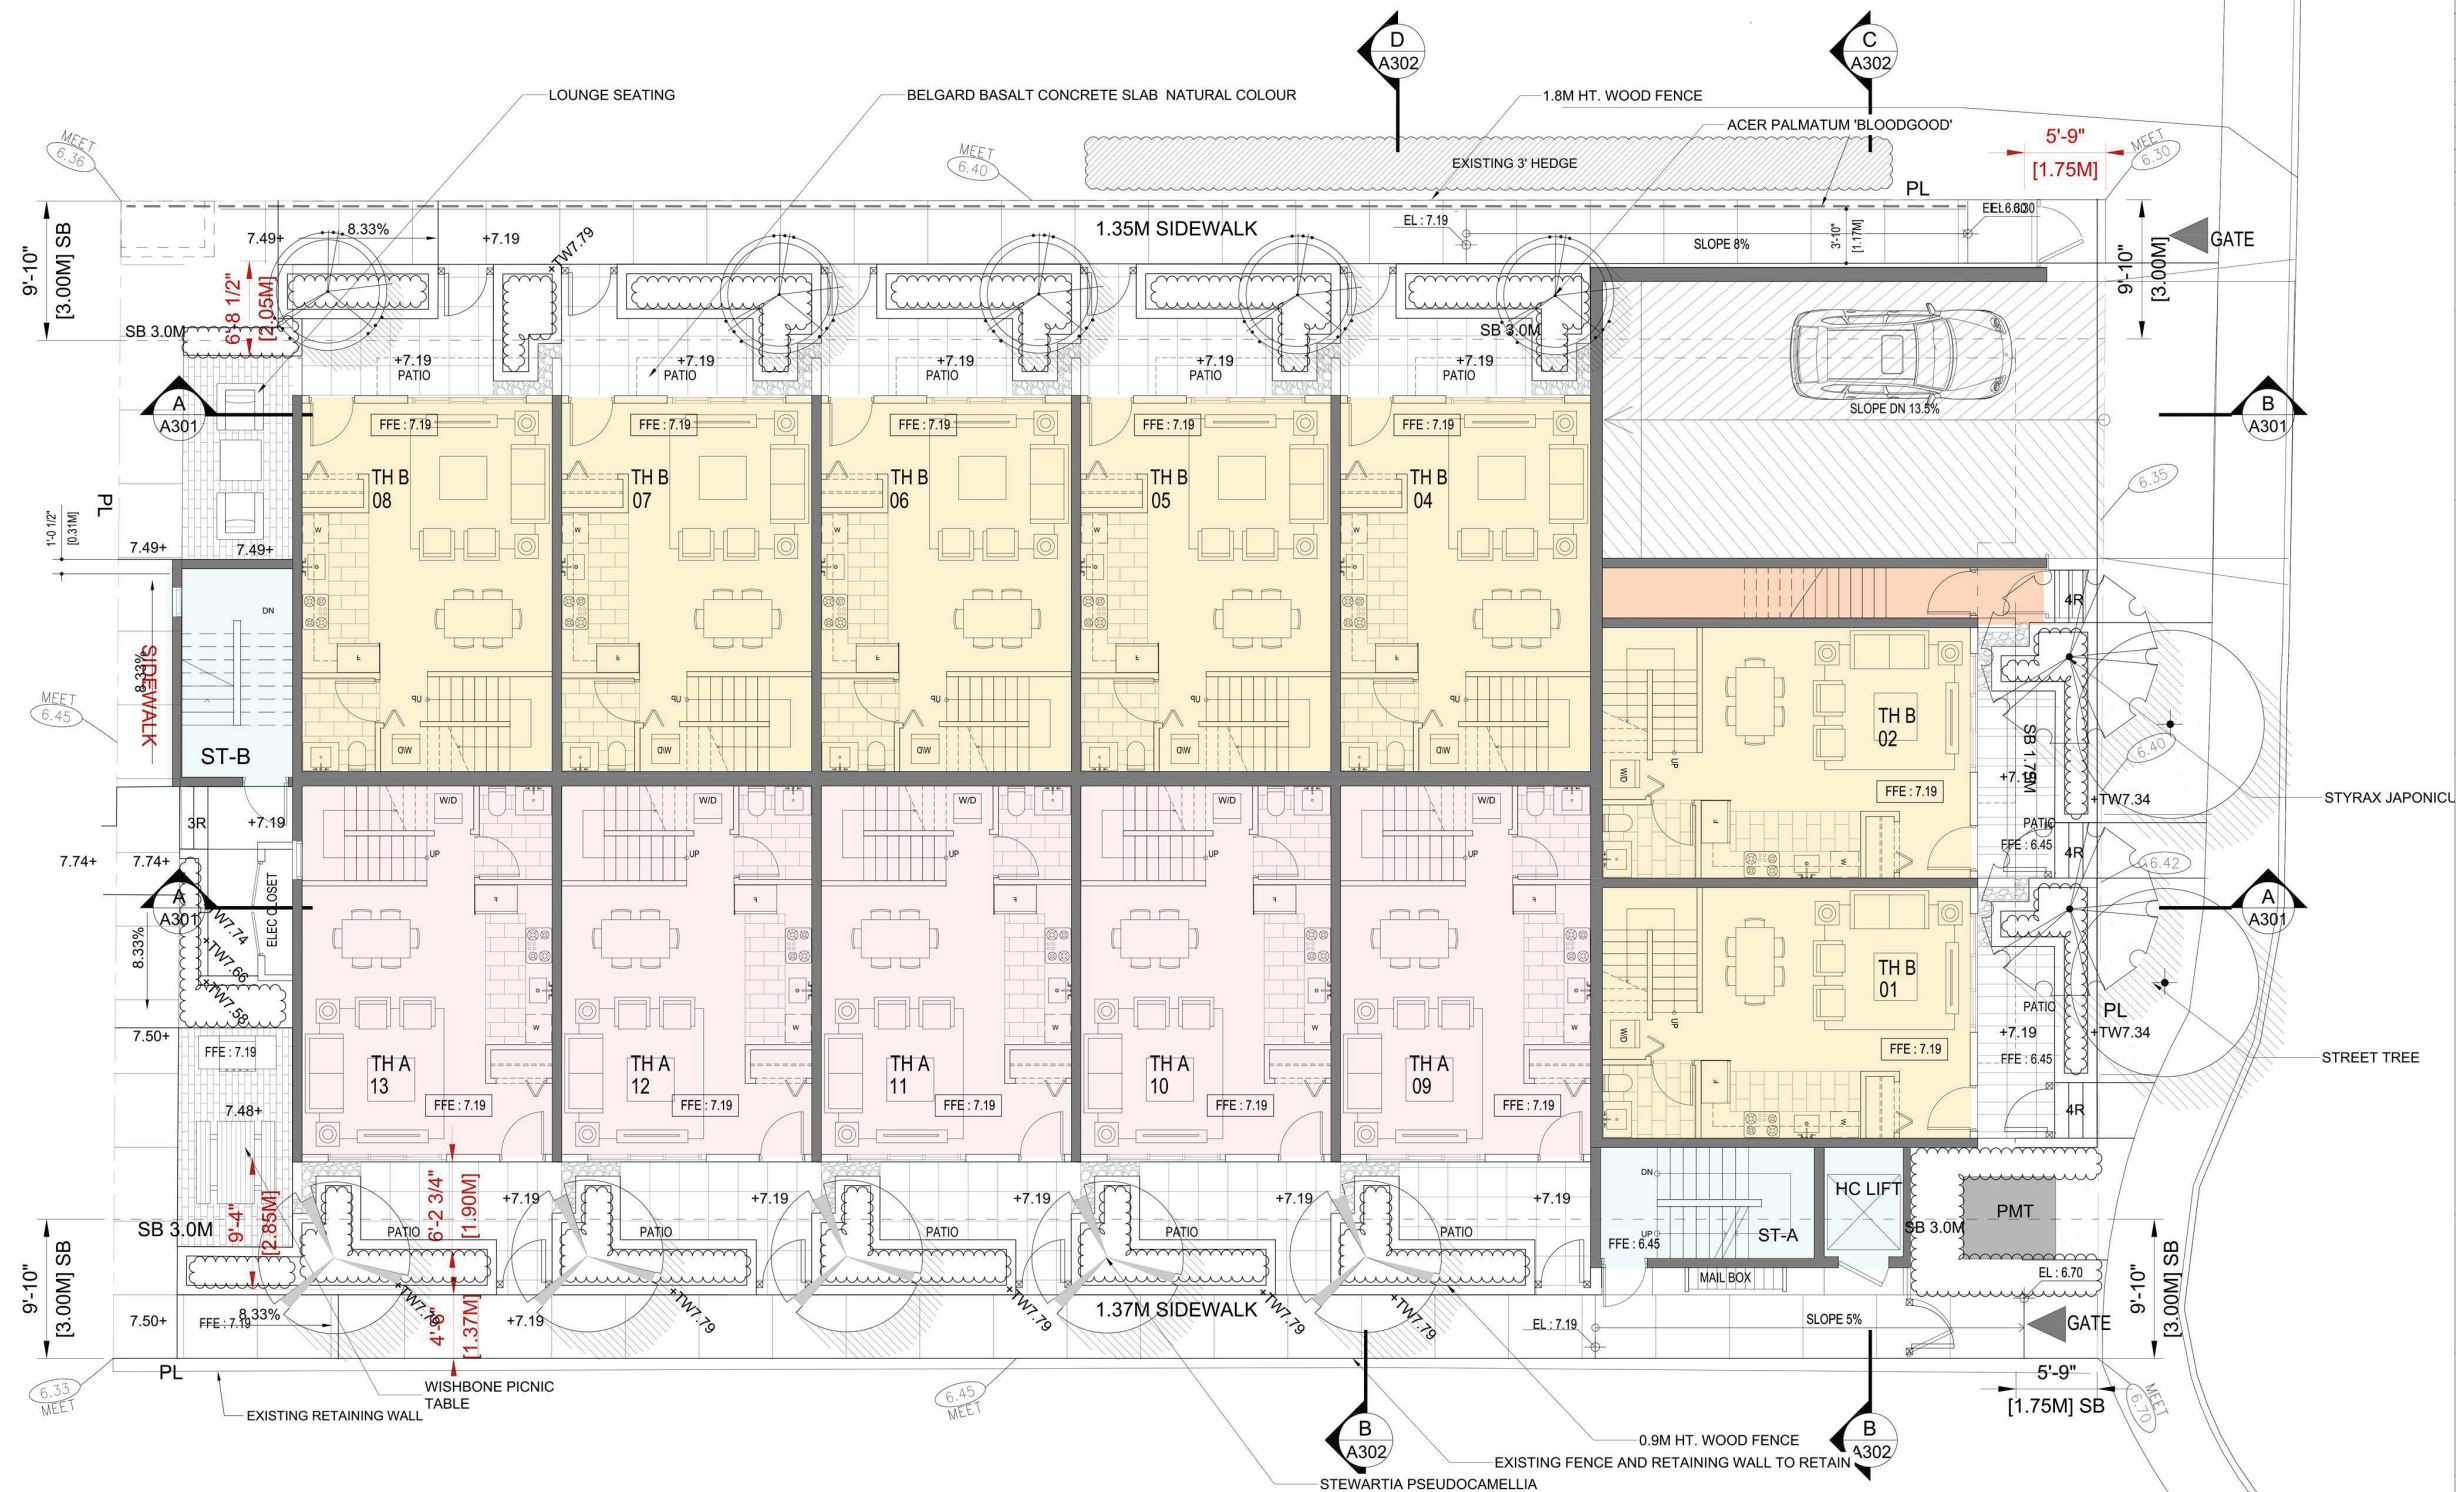 D
A302
C
A302
LOUNGE SEATING
BELGARD BASALT CONCRETE SLAB  NATURAL COLOUR
1.8M HT. WOOD FENCE
ACER PALMATUM 'BLOODGOOD'
5'-9"
[1.75M]
MEET
6.30
MEET
6.36
MEET
6.40
EXISTING 3' HEDGE
PL
9'-10"
[3.00M] SB
7.49+
8.33%
+7.19
+TW7.79
1.35M SIDEWALK
EL : 7.19
SLOPE 8%
3'-10"
[1.17M]
GATE
9'-10"
[3.00M]
6'-8 1/2"
[2.05M]
SB 3.0M
SB 3.0M
+7.19
PATIO
+7.19
PATIO
+7.19
PATIO
+7.19
PATIO
+7.19
PATIO
SLOPE DN 13.5%
A
A301
B
A301
FFE : 7.19
FFE : 7.19
FFE : 7.19
FFE : 7.19
FFE : 7.19
TH B
08
TH B
07
TH B
06
TH B
05
TH B
04
PL
1'-0 1/2"
[0.31M]
7.49+
7.49+
6.35
W
W
W
W
W
DN
4R
8.33%
SIDEWALK
MEET
6.45
ST-B
F
F
F
F
F
UP
UP
UP
UP
UP
W/D
W/D
W/D
W/D
W/D
TH B
02
FFE : 7.19
UP
W/D
F
W
SB 1.75M
+7.19
6.40
+TW7.34
STYRAX JAPONICU
PATIO
FFE : 6.45
4R
6.42
3R
+7.19
7.74+
7.74+
A
A301
ELEC CLOSET
+TW7.74
+TW7.66
+TW7.58
8.33%
W/D
W/D
W/D
W/D
W/D
UP
UP
UP
UP
UP
F
F
F
F
F
W
W
W
W
W
A
A301
TH B
01
FFE : 7.19
UP
W/D
F
W
PATIO
+7.19
FFE : 6.45
PL
+TW7.34
STREET TREE
4R
7.50+
FFE : 7.19
7.48+
TH A
13
TH A
12
TH A
11
TH A
10
TH A
09
FFE : 7.19
FFE : 7.19
FFE : 7.19
FFE : 7.19
FFE : 7.19
9'-4"
[2.85M]
6'-2 3/4"
[1.90M]
+7.19
+7.19
+7.19
+7.19
+7.19
PATIO
PATIO
PATIO
PATIO
PATIO
SB 3.0M
9'-10"
[3.00M] SB
DN
UP
FFE : 6.45
ST-A
HC LIFT
SB 3.0M
PMT
MAIL BOX
EL : 6.70
9'-10"
[3.00M] SB
7.50+
FFE : 7.19
8.33%
4'-6"
[1.37M]
+7.19
+TW7.79
+TW7.79
+TW7.79
+TW7.79
+TW7.79
1.37M SIDEWALK
EL : 7.19
SLOPE 5%
GATE
PL
6.33
MEET
WISHBONE PICNIC
TABLE
EXISTING RETAINING WALL
6.45
MEET
5'-9"
[1.75M] SB
MEET
6.70
B
A302
B
A302
0.9M HT. WOOD FENCE
EXISTING FENCE AND RETAINING WALL TO RETAIN
STEWARTIA PSEUDOCAMELLIA